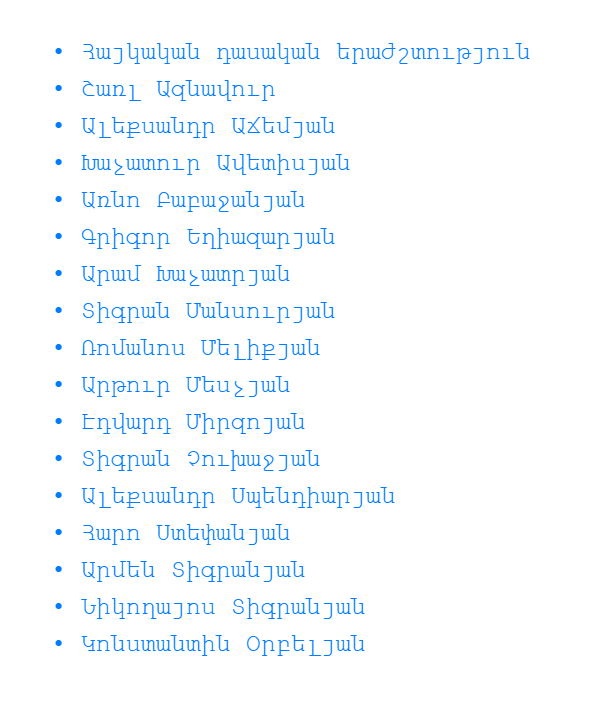 • Հայկական դասական երաժշտություն
• Շառլ Ազնավուր
• Ալեքսանդր Աճեմյան
• Խաչատուր Ավետիսյան
• Առնո Բաբաջանյան
• Գրիգոր Եղիազարյան
• Արամ Խաչատրյան
• Տիգրան Մանսուրյան
• Ռոմանոս Մելիքյան
• Արթուր Մեսչյան
• Էդվարդ Միրզոյան
• Տիգրան Չուխաջյան
• Ալեքսանդր Սպենդիարյան
• Հարո Ստեփանյան
• Արմեն Տիգրանյան
• Նիկողայոս Տիգրանյան
• Կոնստանտին Օրբելյան